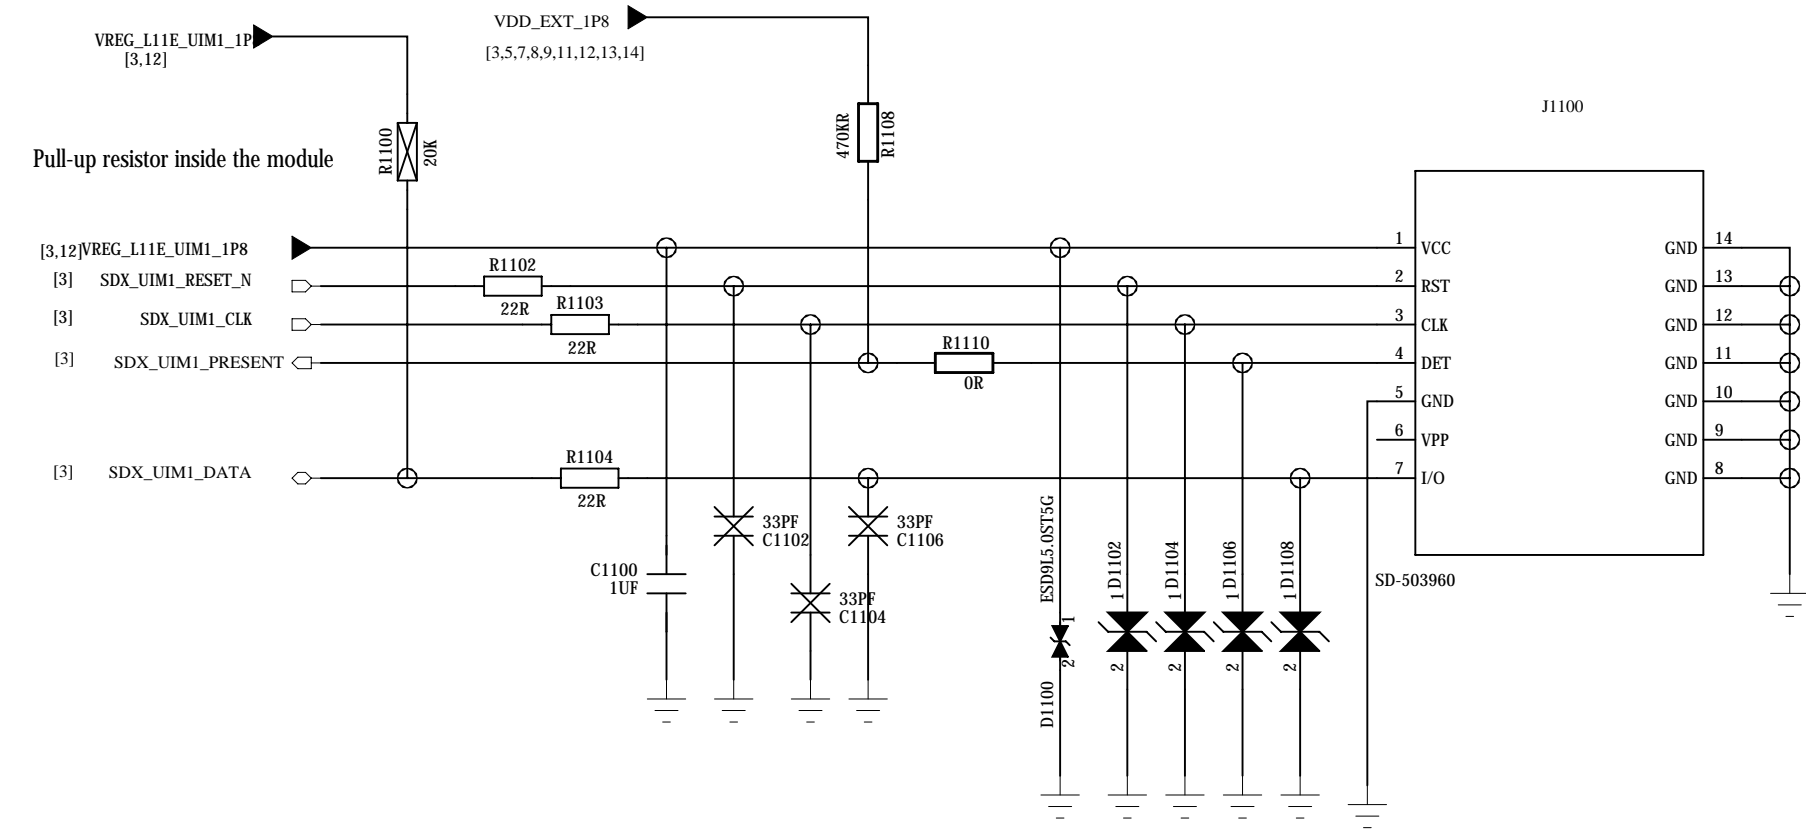 VDD_EXT_1P8
[3,5,7,8,9,11,12,13,14]
VREG_L11E_UIM1_1P
[3,12]
J1100
R1100
20K
470KR
R1108
Pull-up resistor inside the module
[3,12]VREG_L11E_UIM1_1P8
[3] SDX_UIM1_RESET_N
R1102
22R
[3] SDX_UIM1_CLK
R1103
22R
[3] SDX_UIM1_PRESENT
R1110
0R
[3] SDX_UIM1_DATA
R1104
22R
1 VCC
2 RST
3 CLK
4 DET
5 GND
6 VPP
7 I/O
GND 14
GND 13
GND 12
GND 11
GND 10
GND 9
GND 8
SD-503960
C1100
1UF
33PF
C1102
33PF
C1104
33PF
C1106
ESD9L5.0ST5G
1
2
D1100
1 D1102
2
1 D1104
2
1 D1106
2
1 D1108
2